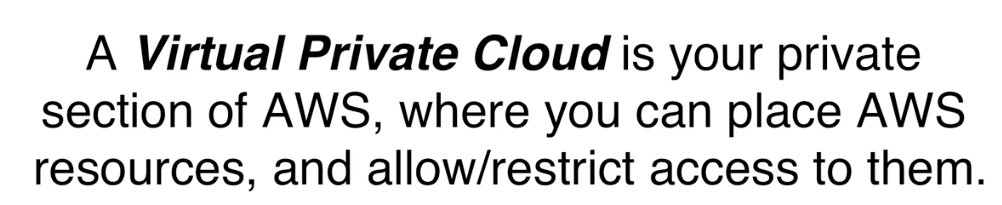 A Virtual Private Cloud is your private
section of AWS, where you can place AWS
resources, and allow/restrict access to them.